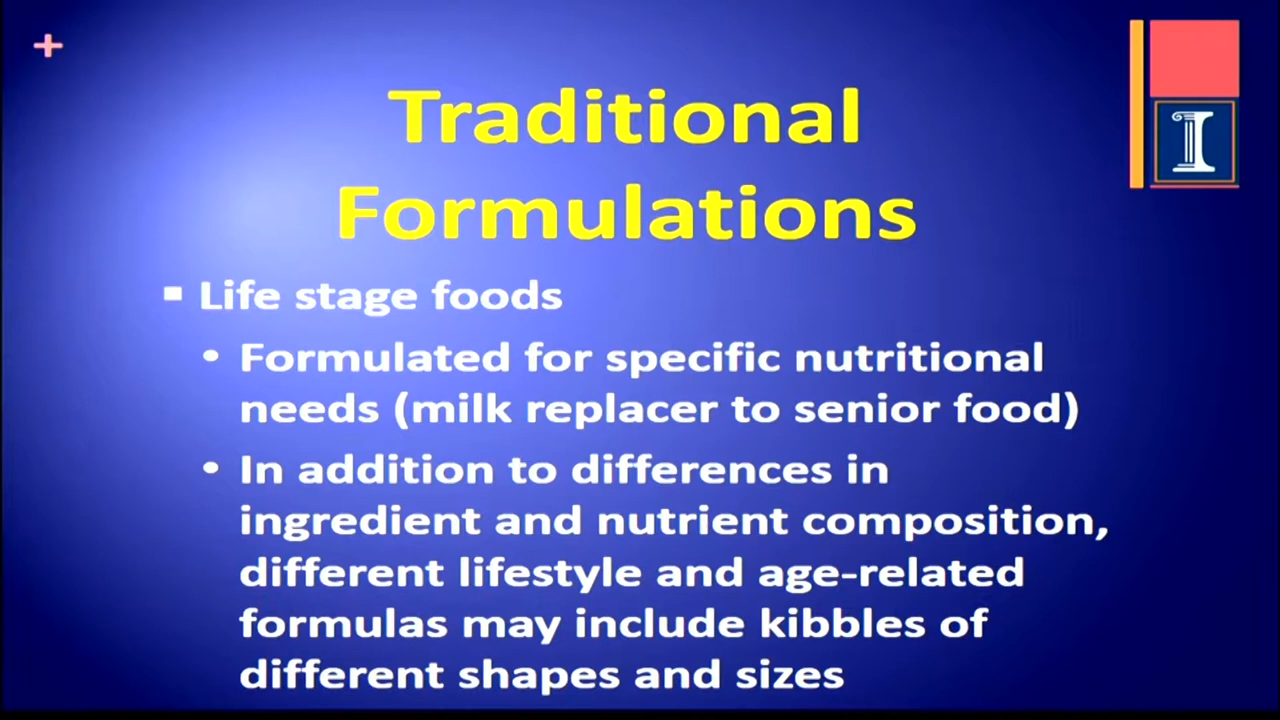 Traditional
Formulations
▪ Life stage foods
• Formulated for specific nutritional
needs (milk replacer to senior food)
• In addition to differences in
ingredient and nutrient composition,
different lifestyle and age-related
formulas may include kibbles of
different shapes and sizes
I